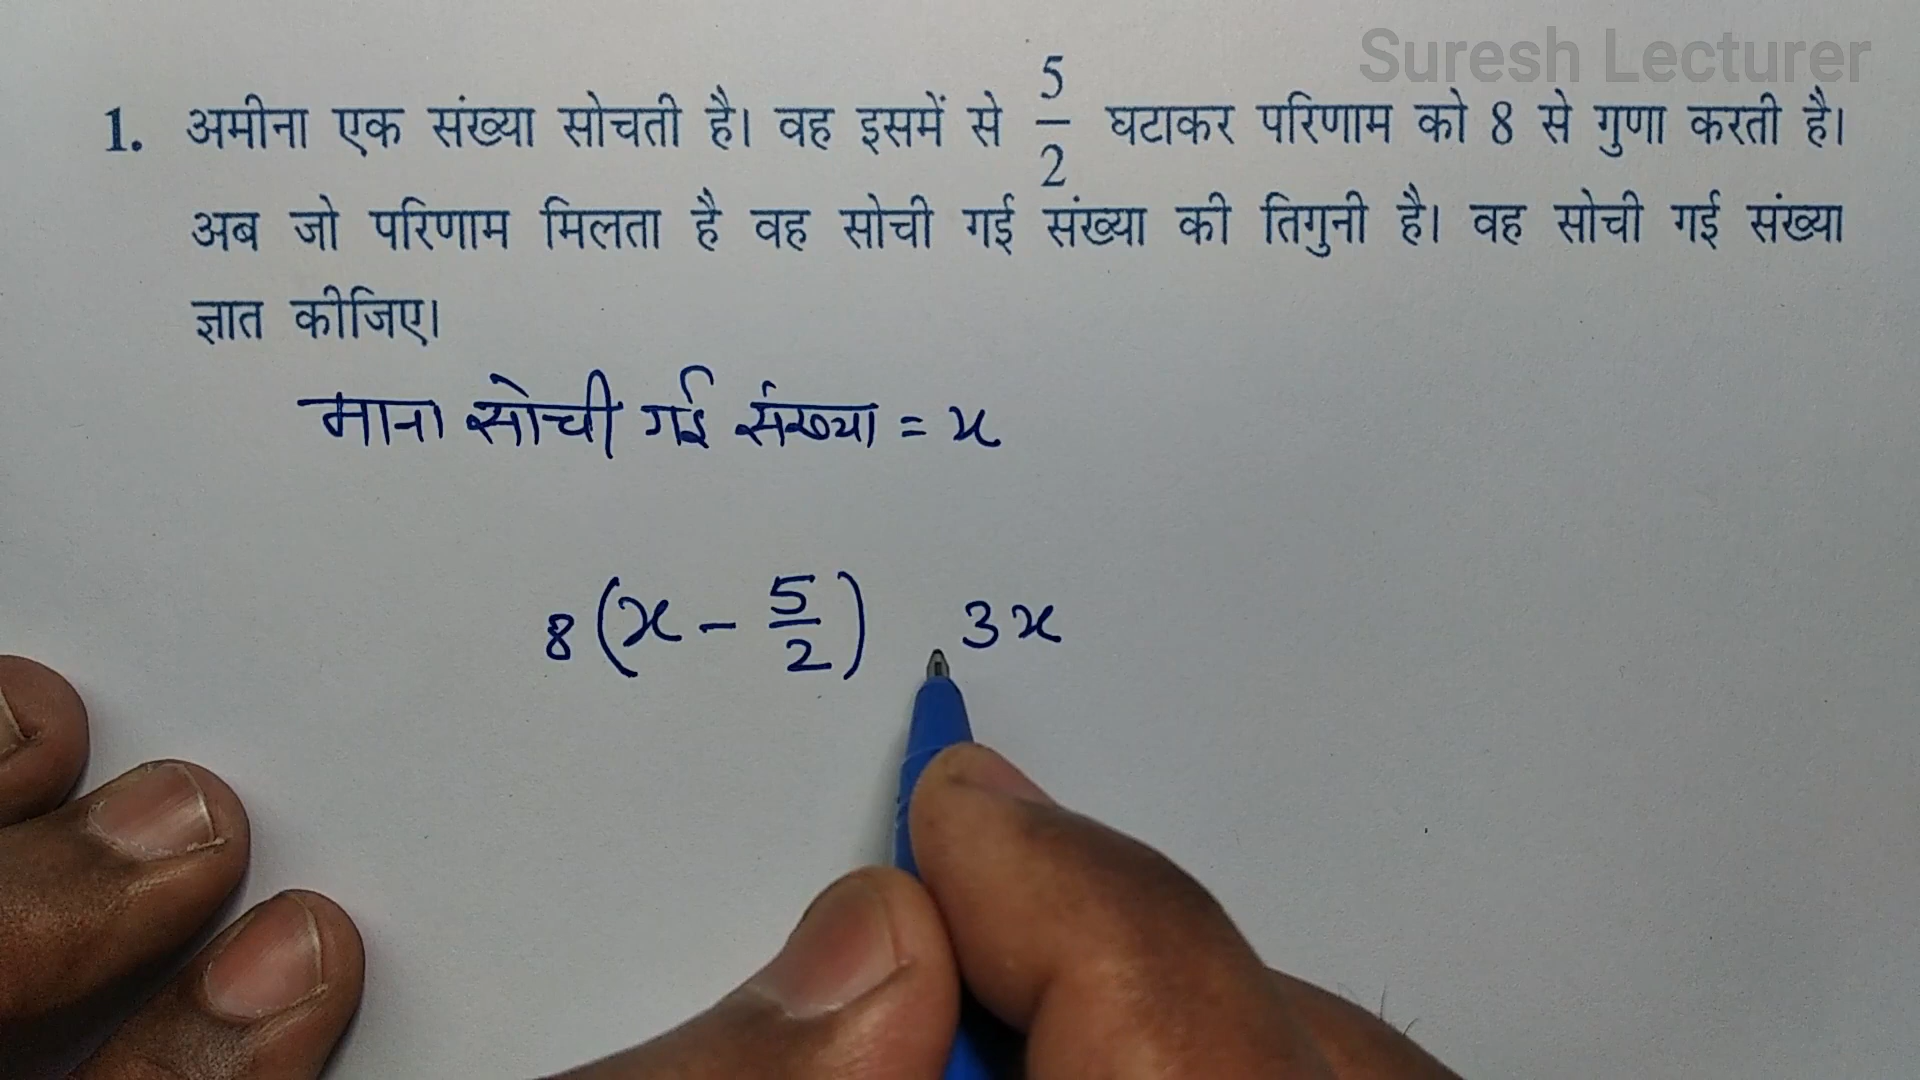 Suresh Lecturer
1. अमीना एक संख्या सोचती है। वह इसमें से 5/2 घटाकर परिणाम को 8 से गुणा करती है।
अब जो परिणाम मिलता है वह सोची गई संख्या की तिगुनी है। वह सोची गई संख्या
ज्ञात कीजिए।
माना सोची गई संख्या = x
8(x - 5/2) 3x